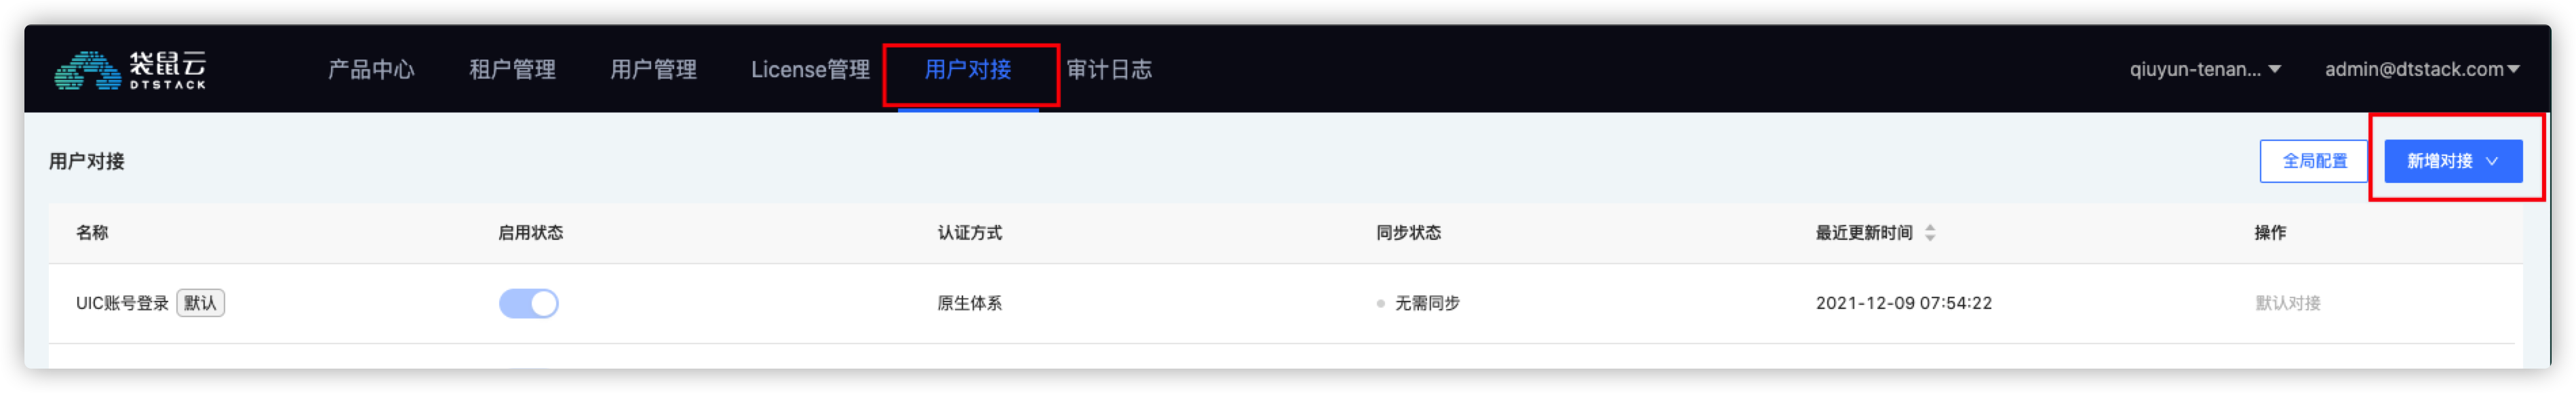 袋鼠云
DTSTACK
产品中心 租户管理 用户管理 License管理 用户对接 审计日志 qiuyun-tenan... admin@dtstack.com
用户对接 全局配置 新增对接
名称 启用状态 认证方式 同步状态 最近更新时间 操作
UIC账号登录 默认 原生体系 无需同步 2021-12-09 07:54:22 默认对接